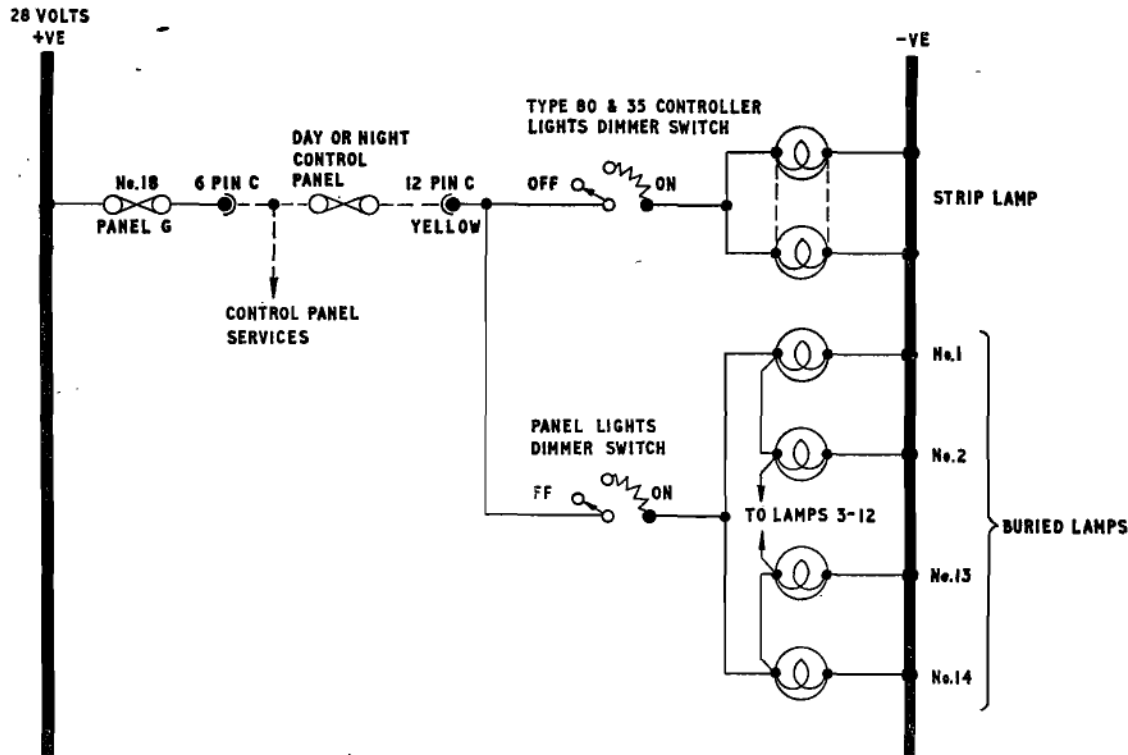 28 VOLTS
+VE
-VE
TYPE 80 & 35 CONTROLLER
LIGHTS DIMMER SWITCH
DAY OR NIGHT
CONTROL
PANEL
No.18
6 PIN C
12 PIN C
OFF
ON
STRIP LAMP
PANEL G
YELLOW
CONTROL PANEL
SERVICES
No.1
PANEL LIGHTS
DIMMER SWITCH
No.2
FF
ON
TO LAMPS 3-12
BURIED LAMPS
No.13
No.14